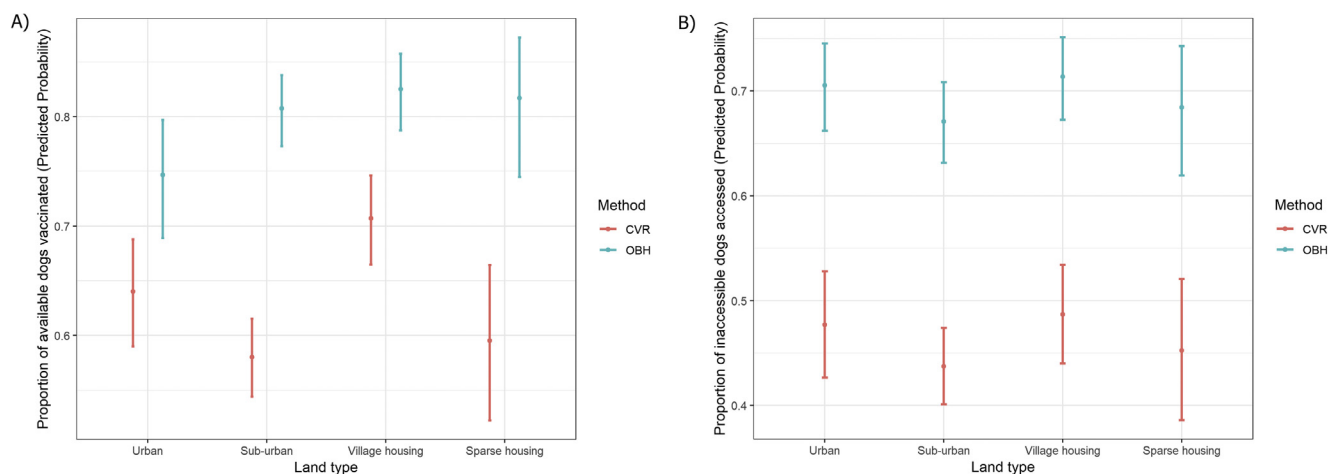 A)
Proportion of available dogs vaccinated (Predicted Probability)
0.8
0.7
0.6
Urban
Sub-urban
Village housing
Sparse housing
Land type
Method
CVR
OBH
B)
Proportion of inaccessible dogs accessed (Predicted Probability)
0.7
0.6
0.5
0.4
Urban
Sub-urban
Village housing
Sparse housing
Land type
Method
CVR
OBH